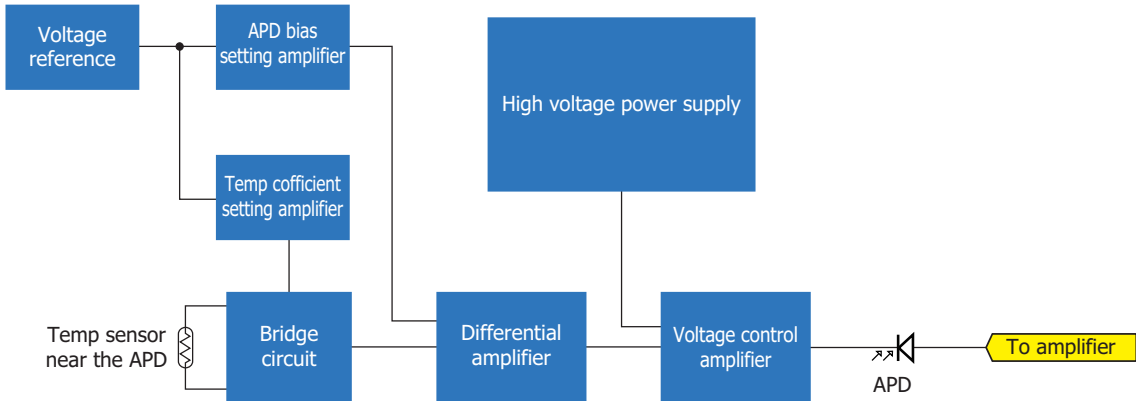 Voltage
reference
APD bias
setting amplifier
High voltage power supply
Temp cofficient
setting amplifier
Temp sensor
near the APD
Bridge
circuit
Differential
amplifier
Voltage control
amplifier
APD
To amplifier